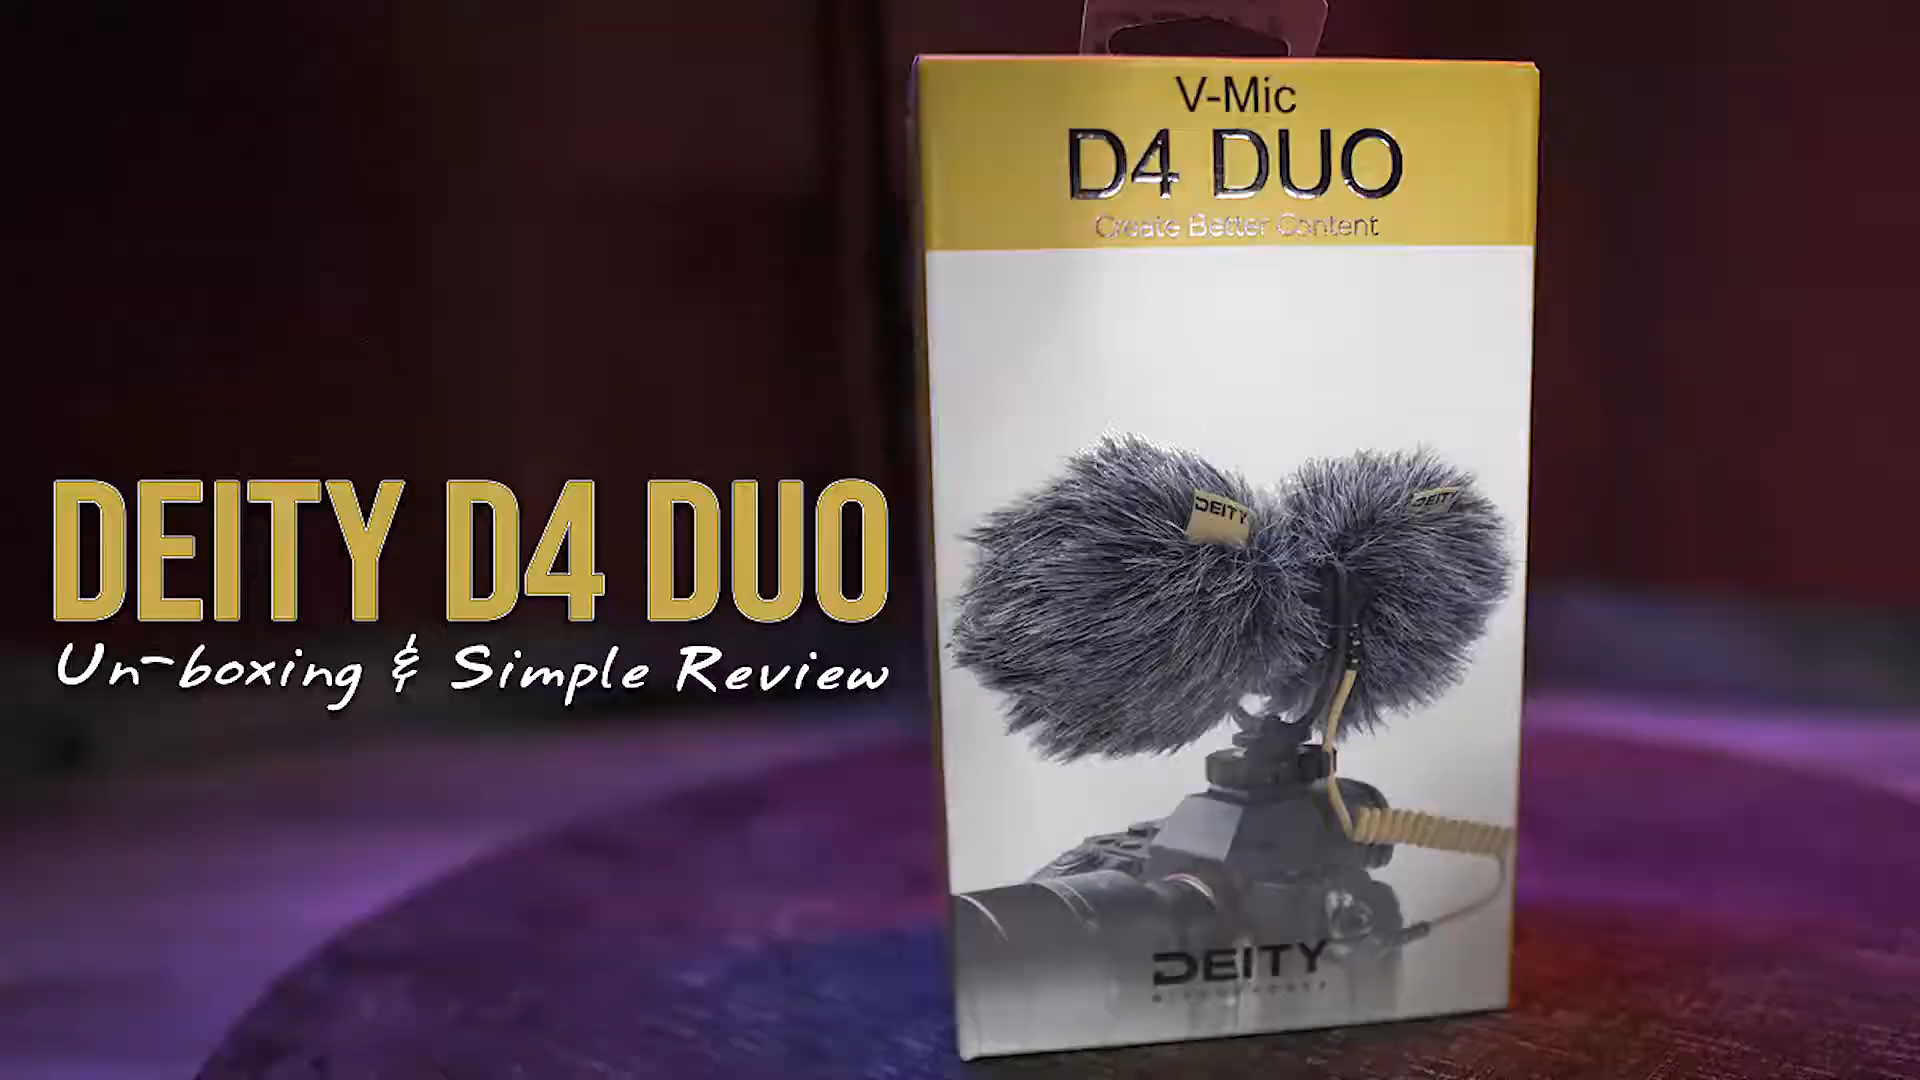 V-Mic
D4 DUO
Create Better Content
DEITY
DEITY
DEITY D4 DUO
Un-boxing & Simple Review
DEITY